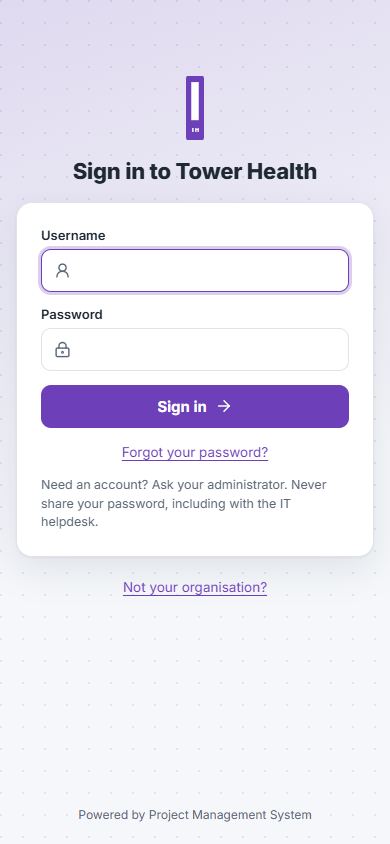 Sign in to Tower Health
Username
Password
Sign in
Forgot your password?
Need an account? Ask your administrator. Never
share your password, including with the IT
helpdesk.
Not your organisation?
Powered by Project Management System